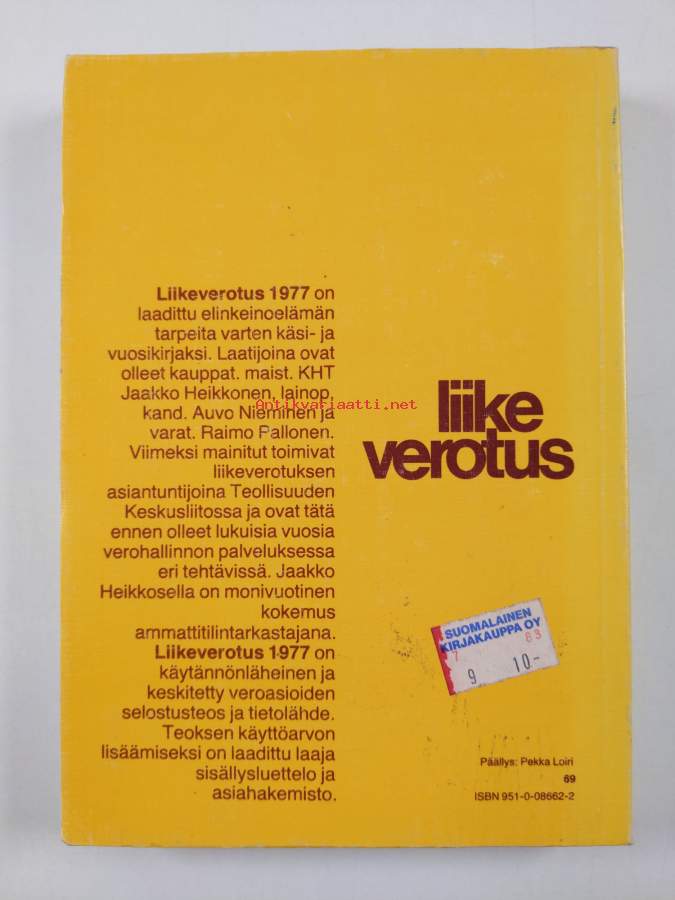 Liikeverotus 1977 on
laadittu elinkeinoelämän
tarpeita varten käsi- ja
vuosikirjaksi. Laatijoina ovat
olleet kauppat. maist. KHT
Jaakko Heikkonen, lainop.
kand. Auvo Nieminen ja
varat. Raimo Pallonen.
Viimeksi mainitut toimivat
liikeverotuksen
asiantuntijoina Teollisuuden
Keskusliitossa ja ovat tätä
ennen olleet lukuisia vuosia
verohallinnon palveluksessa
eri tehtävissä. Jaakko
Heikkosella on monivuotinen
kokemus
ammattitilintarkastajana.
Liikeverotus 1977 on
käytännönläheinen ja
keskitetty veroasioiden
selostusteos ja tietolähde.
Teoksen käyttöarvon
lisäämiseksi on laadittu laaja
sisällysluettelo ja
asiahakemisto.
Antikvariaatti.net
liike
verotus
SUOMALAINEN
KIRJAKAUPPA OY
7 83
9 10-
Päällys: Pekka Loiri
69
ISBN 951-0-08662-2